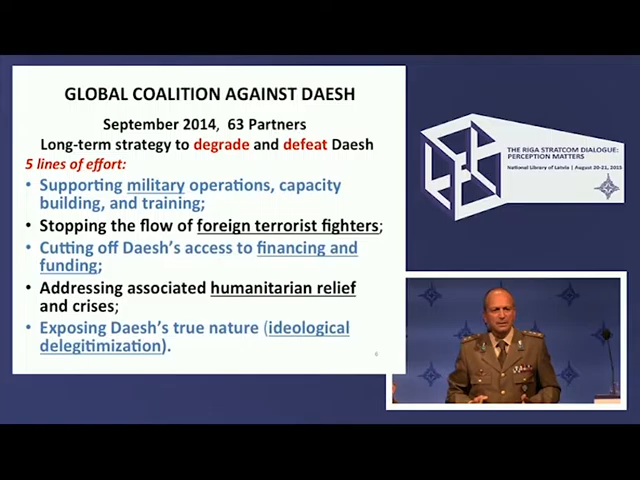 GLOBAL COALITION AGAINST DAESH
September 2014, 63 Partners
Long-term strategy to degrade and defeat Daesh
5 lines of effort:
• Supporting military operations, capacity
building, and training;
• Stopping the flow of foreign terrorist fighters;
• Cutting off Daesh's access to financing and
funding;
• Addressing associated humanitarian relief
and crises;
• Exposing Daesh's true nature (ideological
delegitimization).
6
THE RIGA STRATCOM DIALOGUE:
PERCEPTION MATTERS
National Library of Latvia | August 20-21, 2015